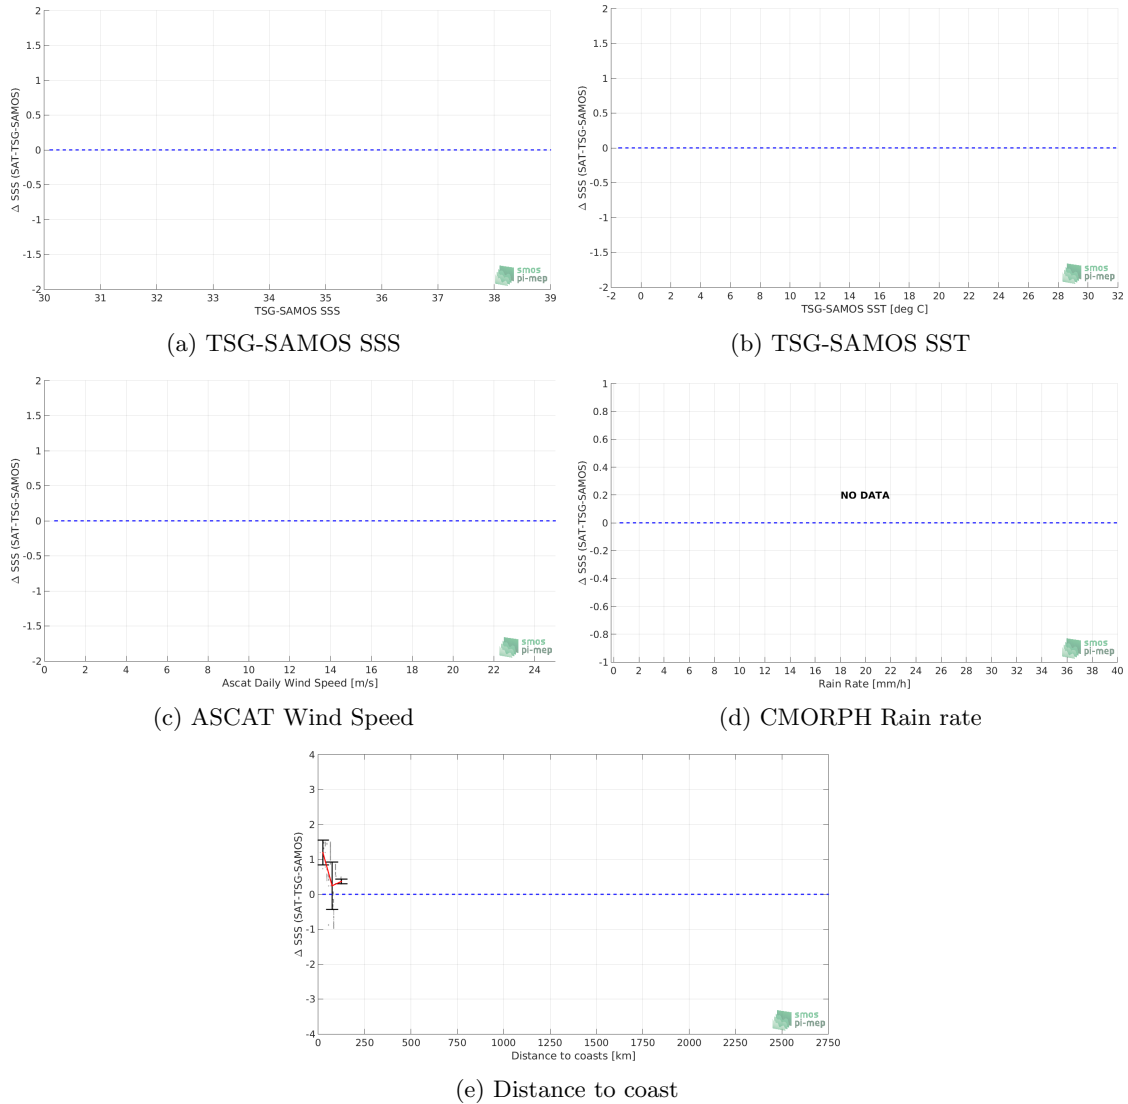 2
1.5
1
0.5
0
-0.5
-1
-1.5
-2
Δ SSS (SAT-TSG-SAMOS)
30 31 32 33 34 35 36 37 38 39
TSG-SAMOS SSS
smos
pi-mep
(a) TSG-SAMOS SSS
2
1.5
1
0.5
0
-0.5
-1
-1.5
-2
Δ SSS (SAT-TSG-SAMOS)
-2 0 2 4 6 8 10 12 14 16 18 20 22 24 26 28 30 32
TSG-SAMOS SST [deg C]
smos
pi-mep
(b) TSG-SAMOS SST
2
1.5
1
0.5
0
-0.5
-1
-1.5
-2
Δ SSS (SAT-TSG-SAMOS)
0 2 4 6 8 10 12 14 16 18 20 22 24
Ascat Daily Wind Speed [m/s]
smos
pi-mep
(c) ASCAT Wind Speed
1
0.8
0.6
0.4
0.2
0
-0.2
-0.4
-0.6
-0.8
-1
Δ SSS (SAT-TSG-SAMOS)
NO DATA
0 2 4 6 8 10 12 14 16 18 20 22 24 26 28 30 32 34 36 38 40
Rain Rate [mm/h]
smos
pi-mep
(d) CMORPH Rain rate
4
3
2
1
0
-1
-2
-3
-4
Δ SSS (SAT-TSG-SAMOS)
0 250 500 750 1000 1250 1500 1750 2000 2250 2500 2750
Distance to coasts [km]
smos
pi-mep
(e) Distance to coast